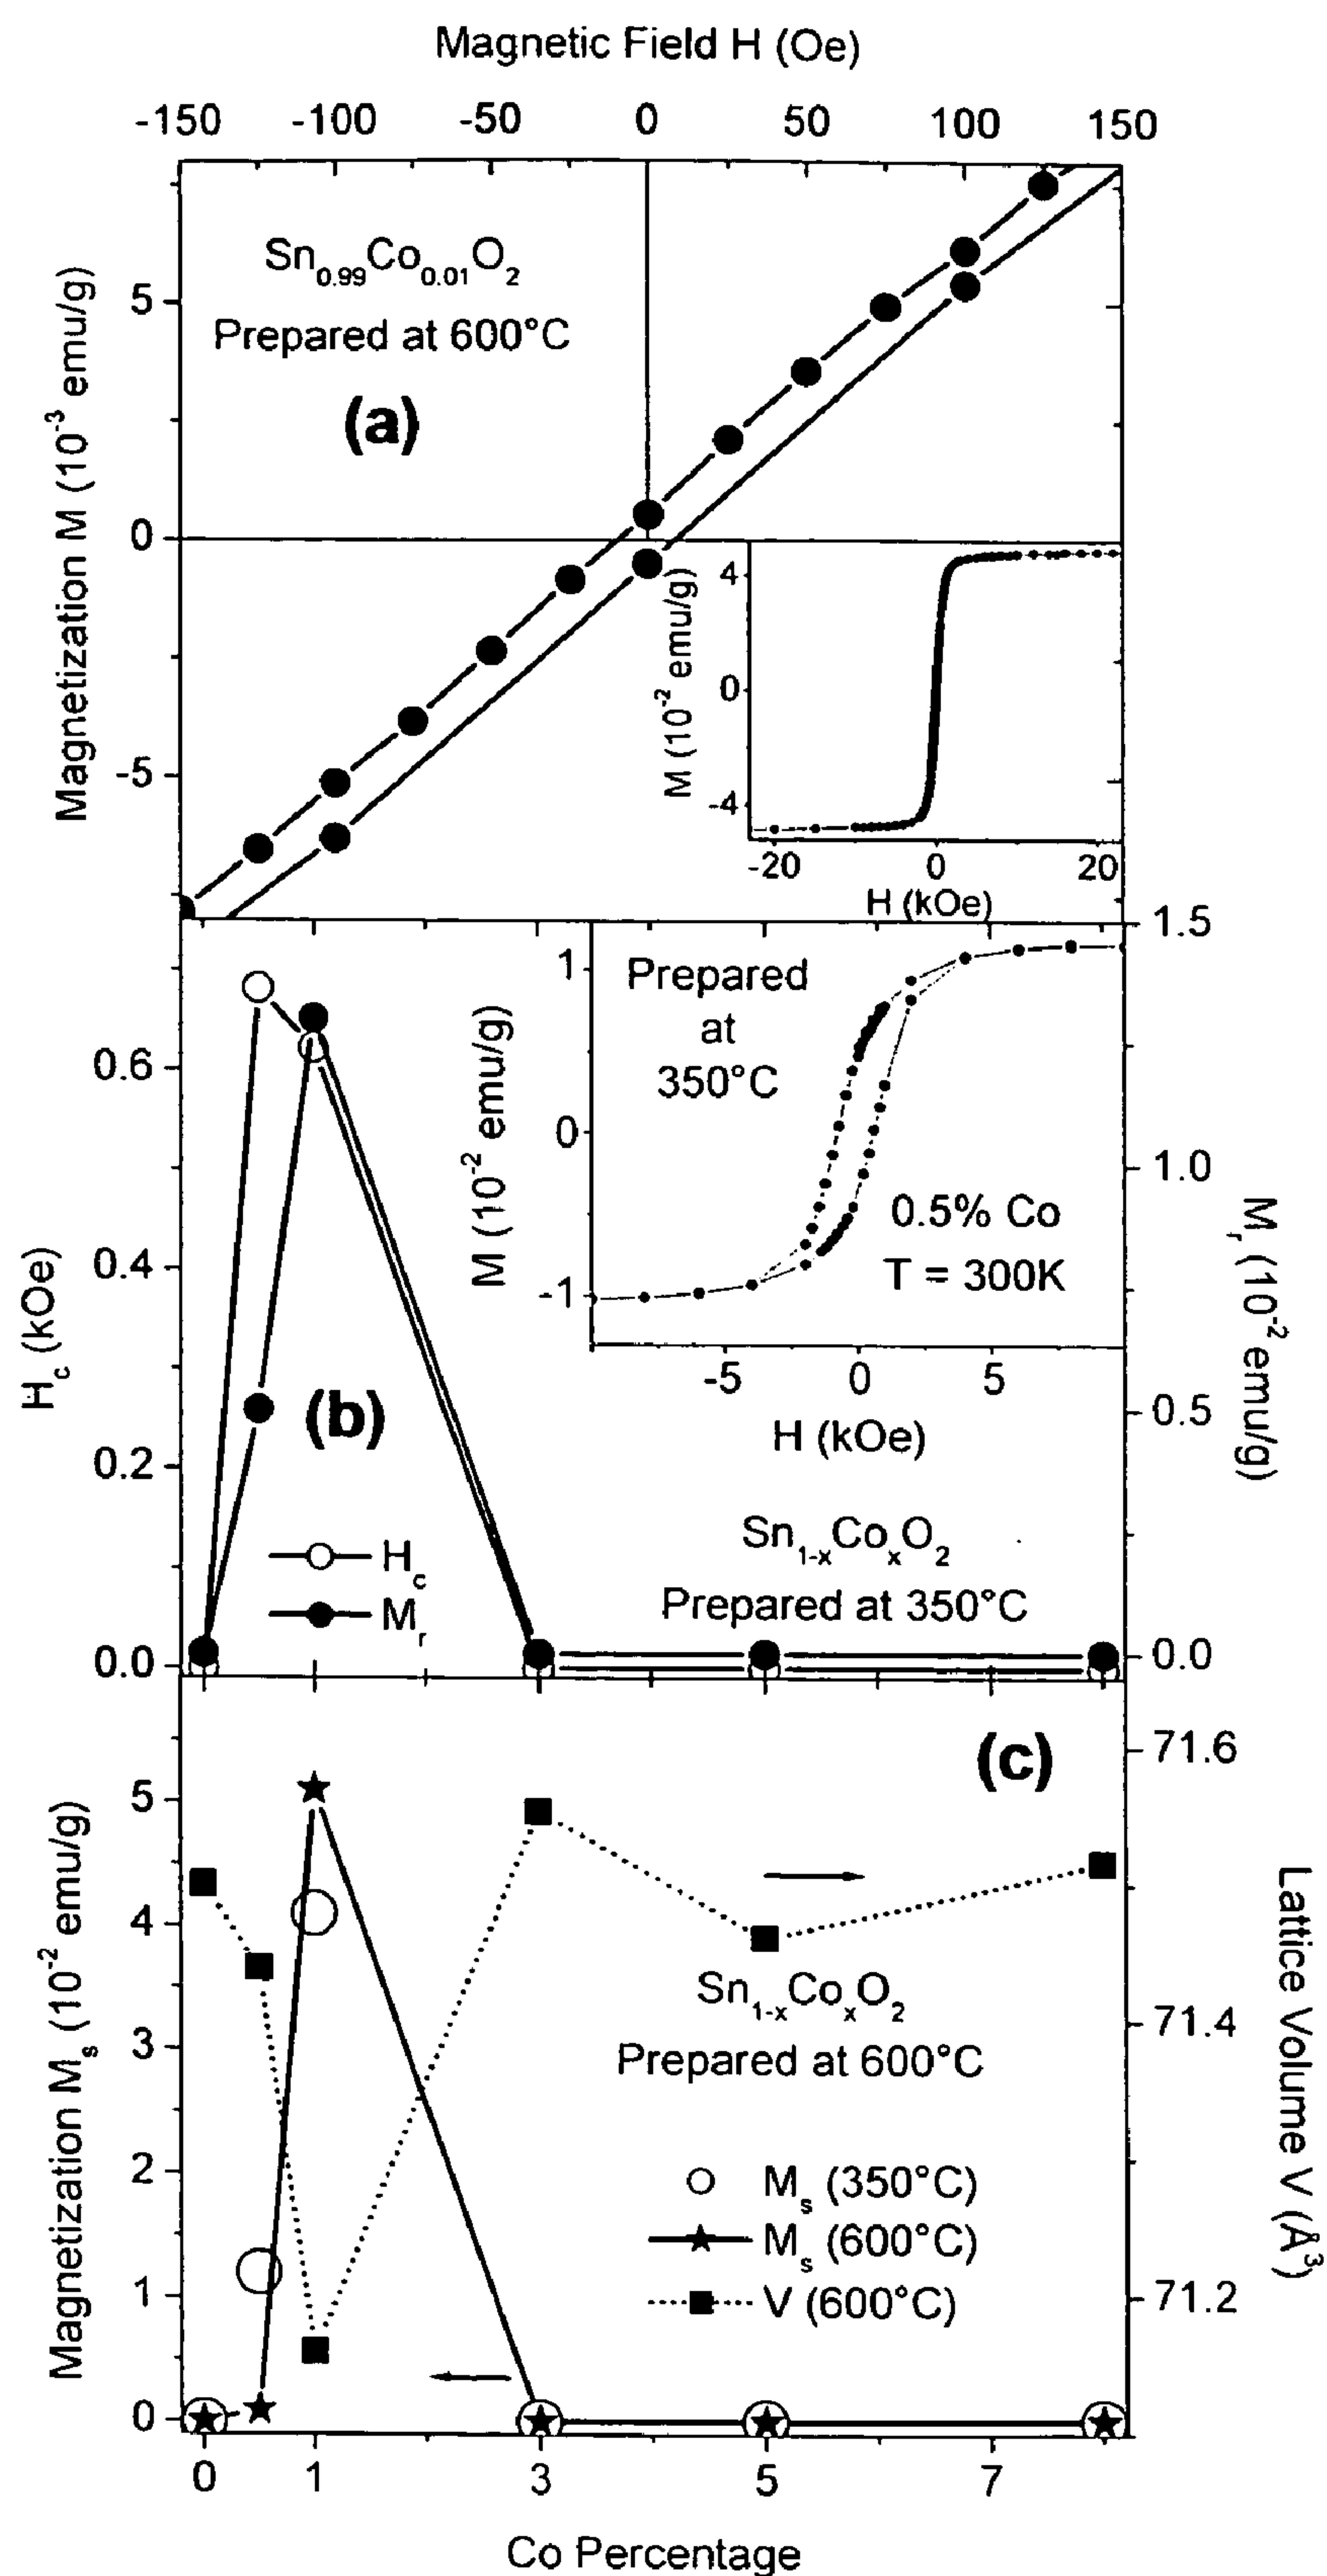 Magnetic Field H (Oe)
-150 -100 -50 0 50 100 150
Magnetization M (10⁻³ emu/g)
5
0
-5
Sn₀.₉₉Co₀.₀₁O₂
Prepared at 600°C
(a)
M (10⁻² emu/g)
4
0
-4
-20 0 20
H (kOe)
H꜀ (kOe)
0.6
0.4
0.2
0.0
M (10⁻² emu/g)
1
0
-1
Prepared
at
350°C
0.5% Co
T = 300K
-5 0 5
H (kOe)
(b)
H꜀
Mᵣ
Sn₁₋ₓCoₓO₂
Prepared at 350°C
1.5
1.0
0.5
0.0
Mᵣ (10⁻² emu/g)
(c)
Magnetization Mₛ (10⁻² emu/g)
5
4
3
2
1
0
Sn₁₋ₓCoₓO₂
Prepared at 600°C
Mₛ (350°C)
Mₛ (600°C)
V (600°C)
71.6
71.4
71.2
Lattice Volume V (Å³)
0 1 3 5 7
Co Percentage